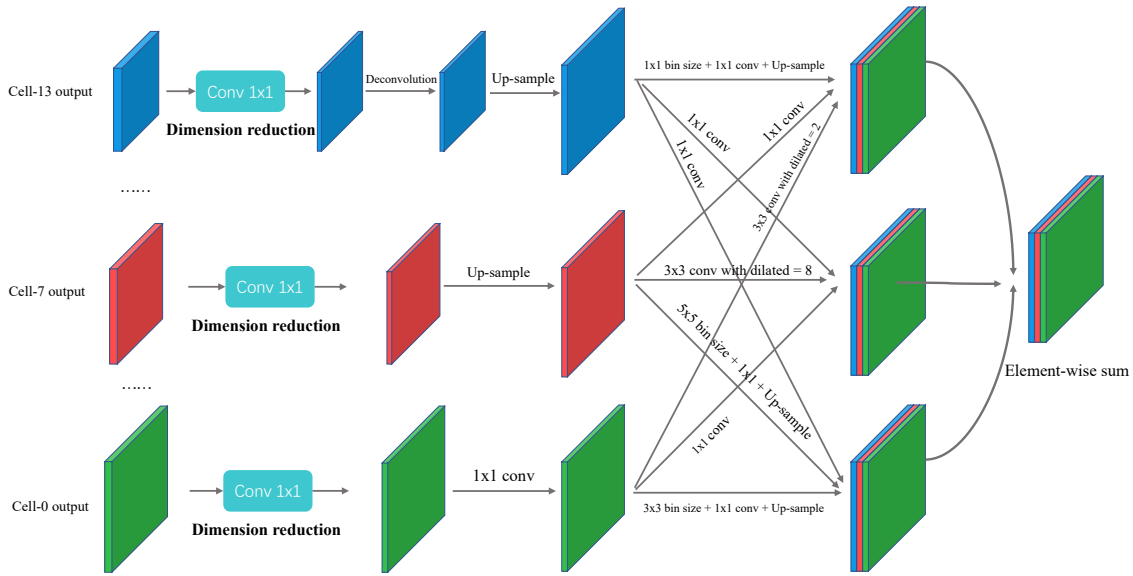 Cell-13 output
Conv 1x1
Dimension reduction
Deconvolution
Up-sample
1x1 bin size + 1x1 conv + Up-sample
1x1 conv
1x1 conv
1x1 conv
3x3 conv with dilated = 2
......
Cell-7 output
Conv 1x1
Dimension reduction
Up-sample
3x3 conv with dilated = 8
5x5 bin size + 1x1 + Up-sample
Element-wise sum
......
Cell-0 output
Conv 1x1
Dimension reduction
1x1 conv
1x1 conv
3x3 bin size + 1x1 conv + Up-sample